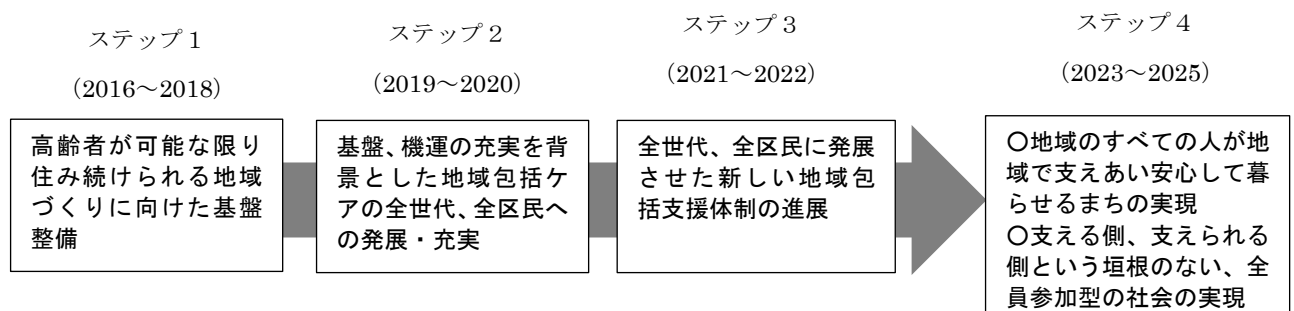 ステップ1
(2016～2018)
高齢者が可能な限り
住み続けられる地域
づくりに向けた基盤
整備
ステップ2
(2019～2020)
基盤、機運の充実を背
景とした地域包括ケ
アの全世代、全区民へ
の発展・充実
ステップ3
(2021～2022)
全世代、全区民に発展
させた新しい地域包
括支援体制の進展
ステップ4
(2023～2025)
〇地域のすべての人が地
域で支えあい安心して暮
らせるまちの実現
〇支える側、支えられる
側という垣根のない、全
員参加型の社会の実現